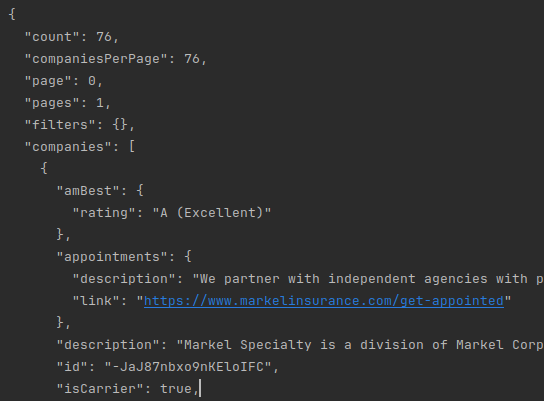 {
"count": 76,
"companiesPerPage": 76,
"page": 0,
"pages": 1,
"filters": {},
"companies": [
{
"amBest": {
"rating": "A (Excellent)"
},
"appointments": {
"description": "We partner with independent agencies with p
"link": "https://www.markelinsurance.com/get-appointed"
},
"description": "Markel Specialty is a division of Markel Corp
"id": "-JaJ87nbxo9nKEloIFC",
"isCarrier": true,